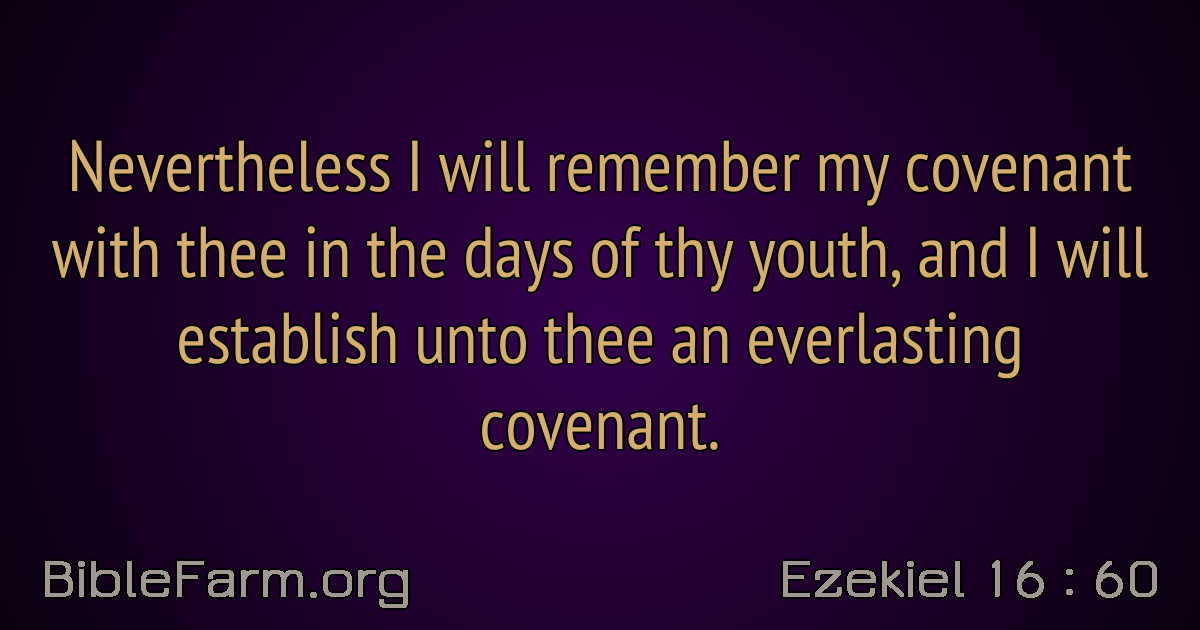 Nevertheless I will remember my covenant
with thee in the days of thy youth, and I will
establish unto thee an everlasting
covenant.
BibleFarm.org
Ezekiel 16 : 60